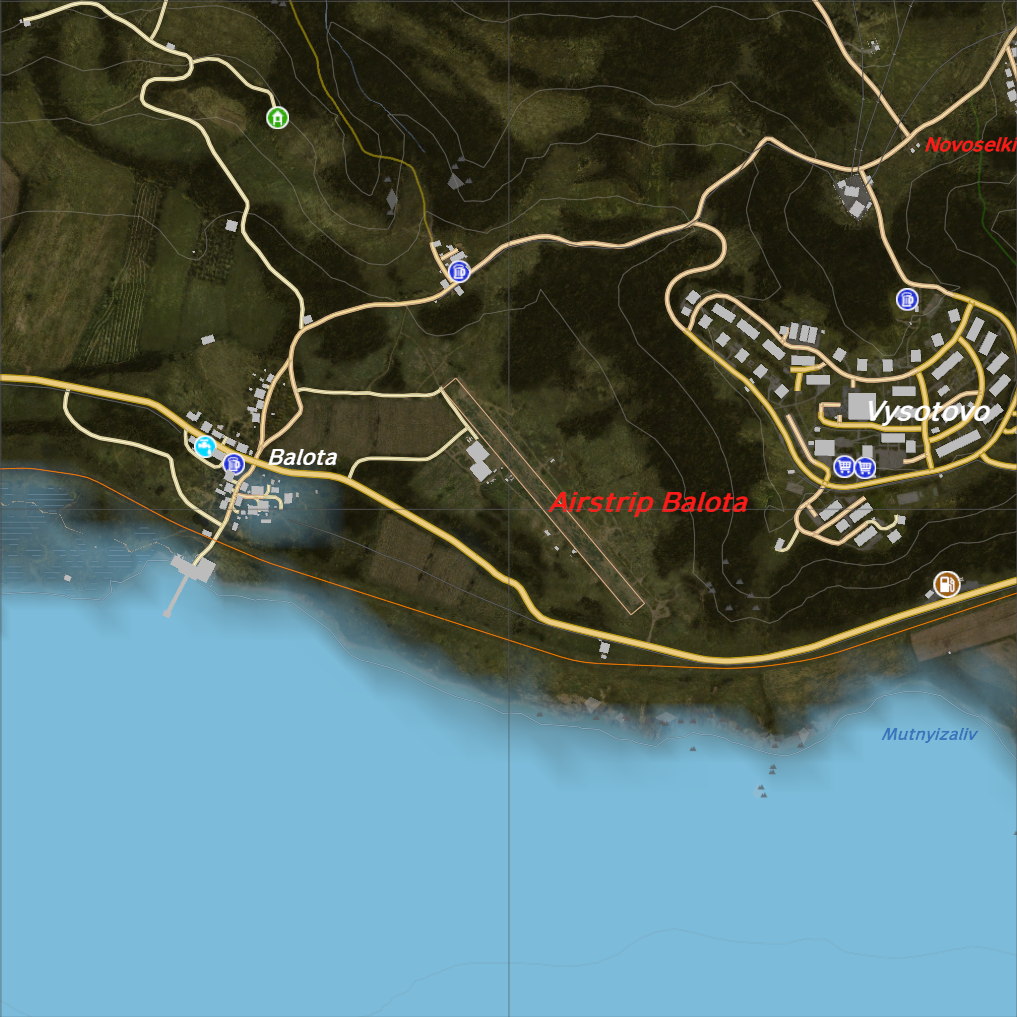 Novoselki
Vysotovo
Balota
Airstrip Balota
Mutnyizaliv